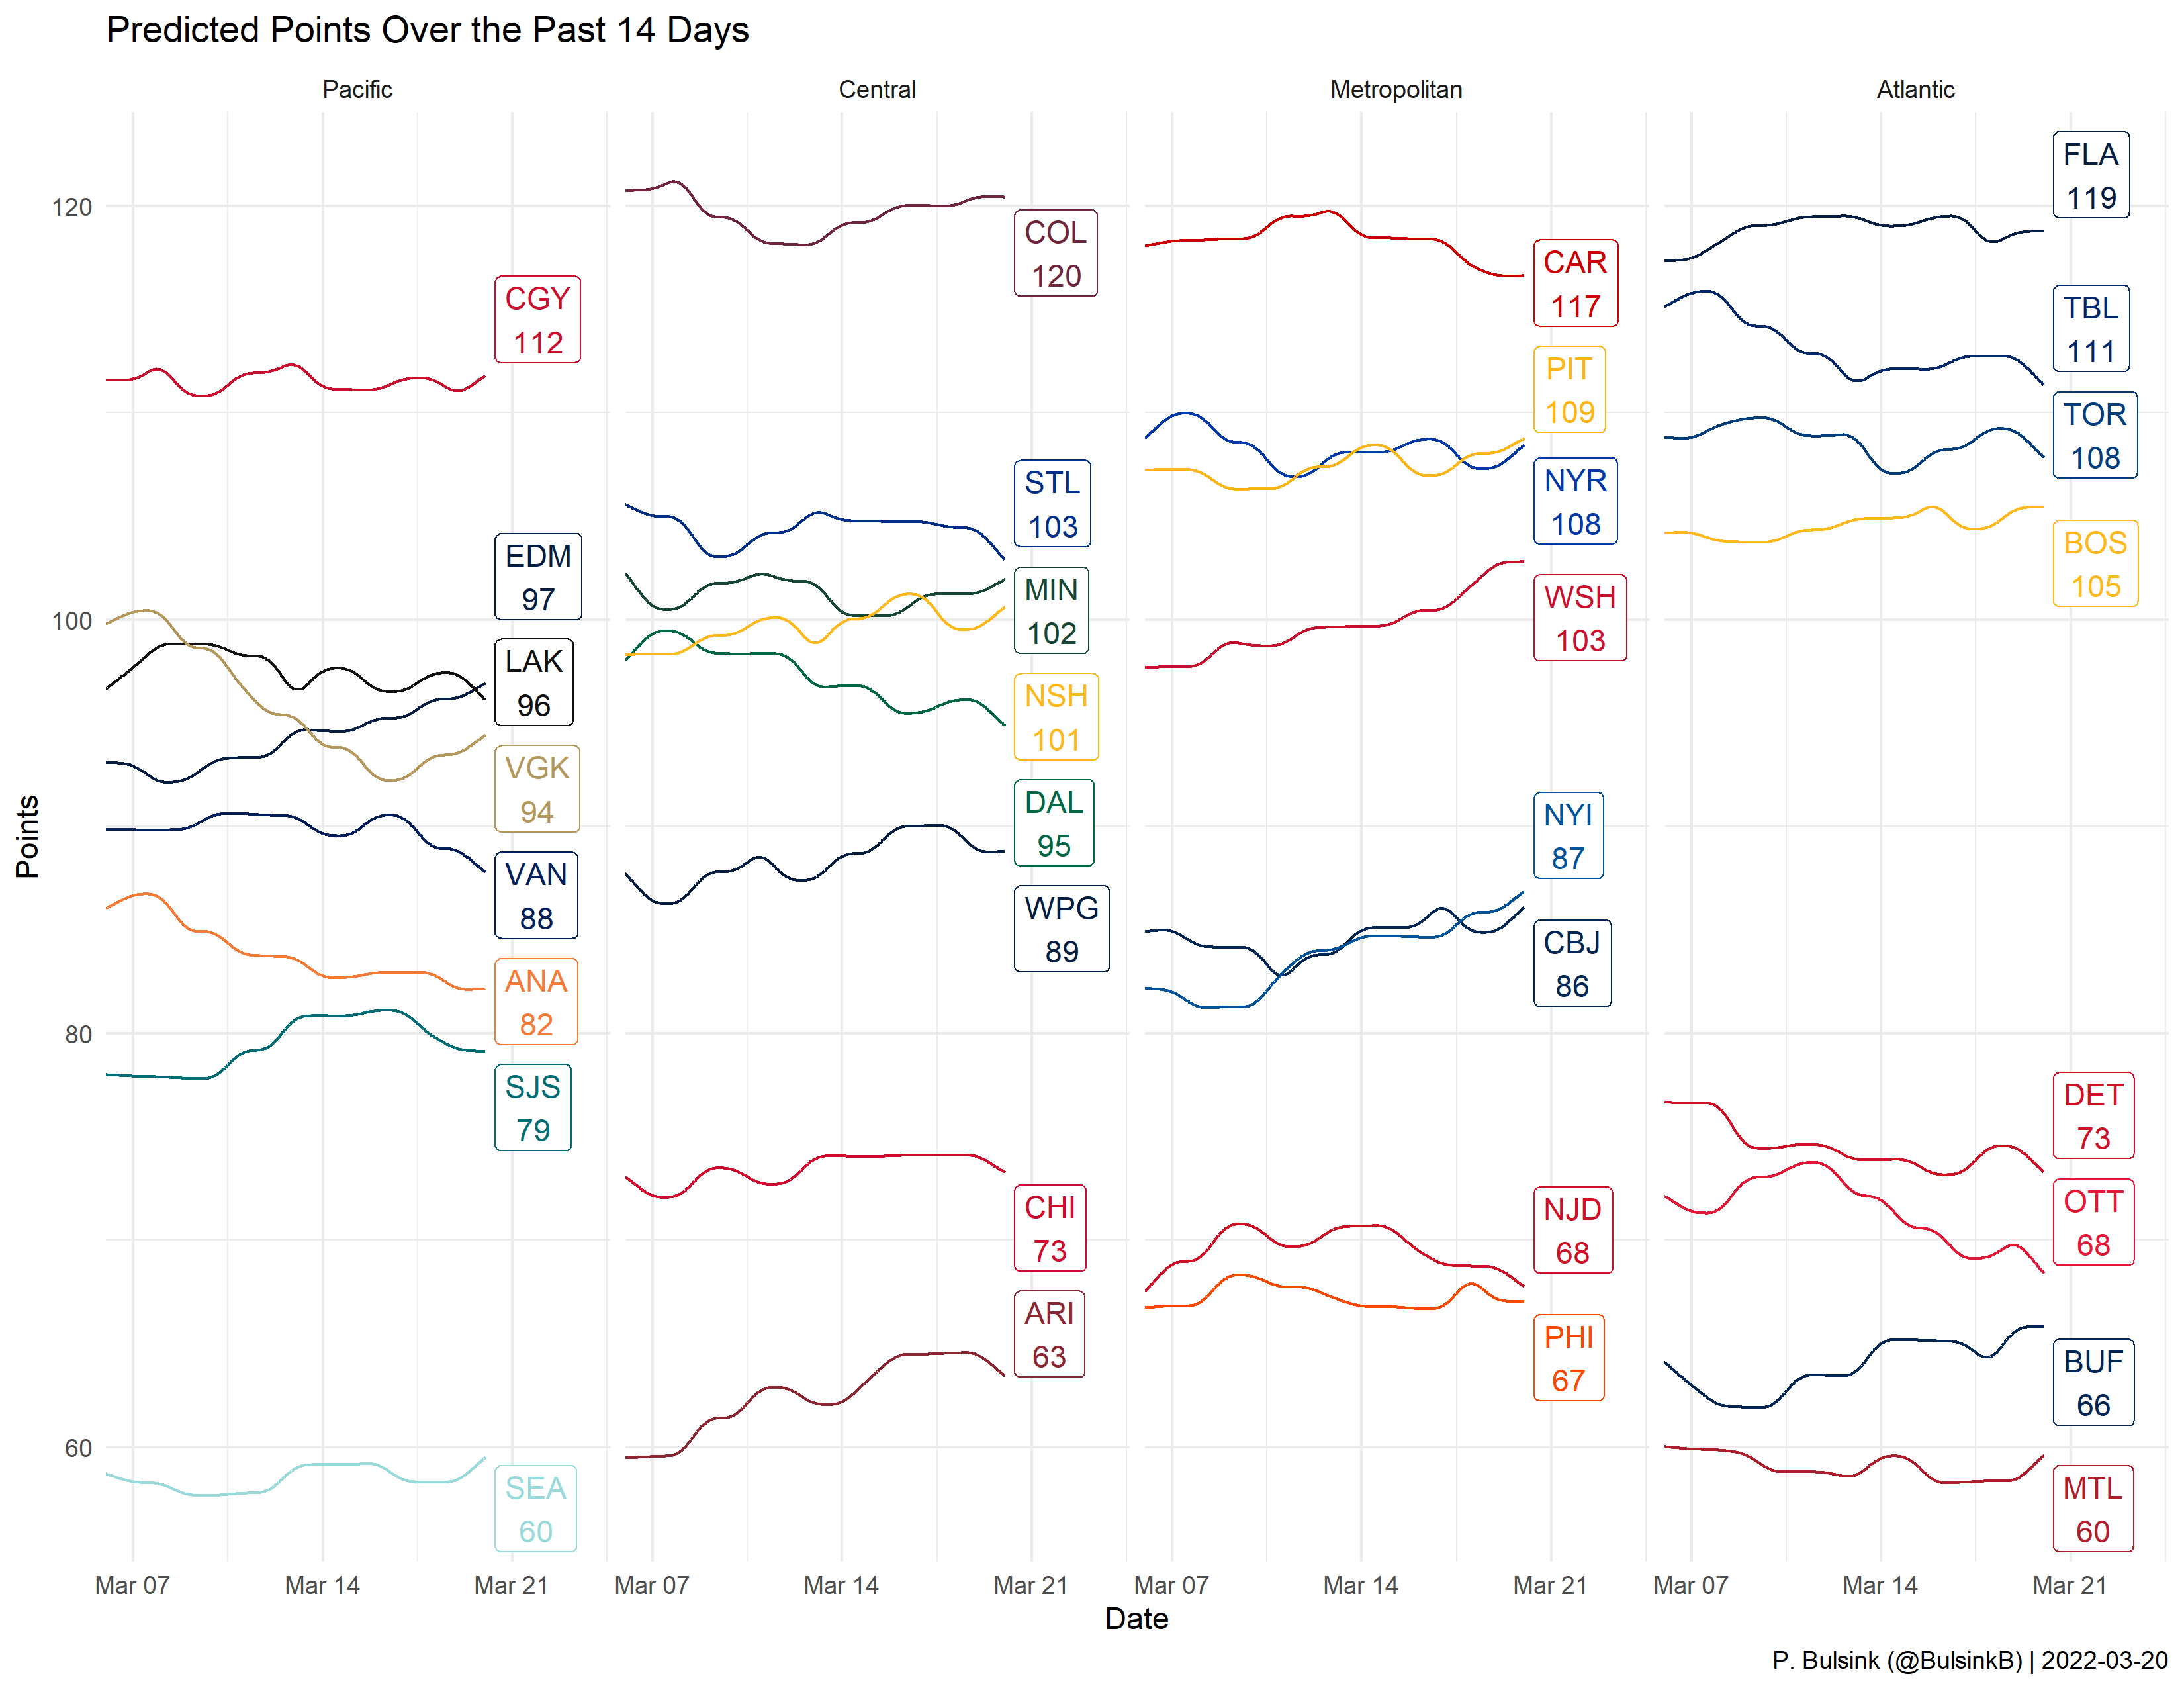 Predicted Points Over the Past 14 Days
Pacific
Central
Metropolitan
Atlantic
Points
120
100
80
60
CGY
112
EDM
97
LAK
96
VGK
94
VAN
88
ANA
82
SJS
79
SEA
60
COL
120
STL
103
MIN
102
NSH
101
DAL
95
WPG
89
CHI
73
ARI
63
CAR
117
PIT
109
NYR
108
WSH
103
NYI
87
CBJ
86
NJD
68
PHI
67
FLA
119
TBL
111
TOR
108
BOS
105
DET
73
OTT
68
BUF
66
MTL
60
Mar 07 Mar 14 Mar 21 Mar 07 Mar 14 Mar 21 Mar 07 Mar 14 Mar 21 Mar 07 Mar 14 Mar 21
Date
P. Bulsink (@BulsinkB) | 2022-03-20